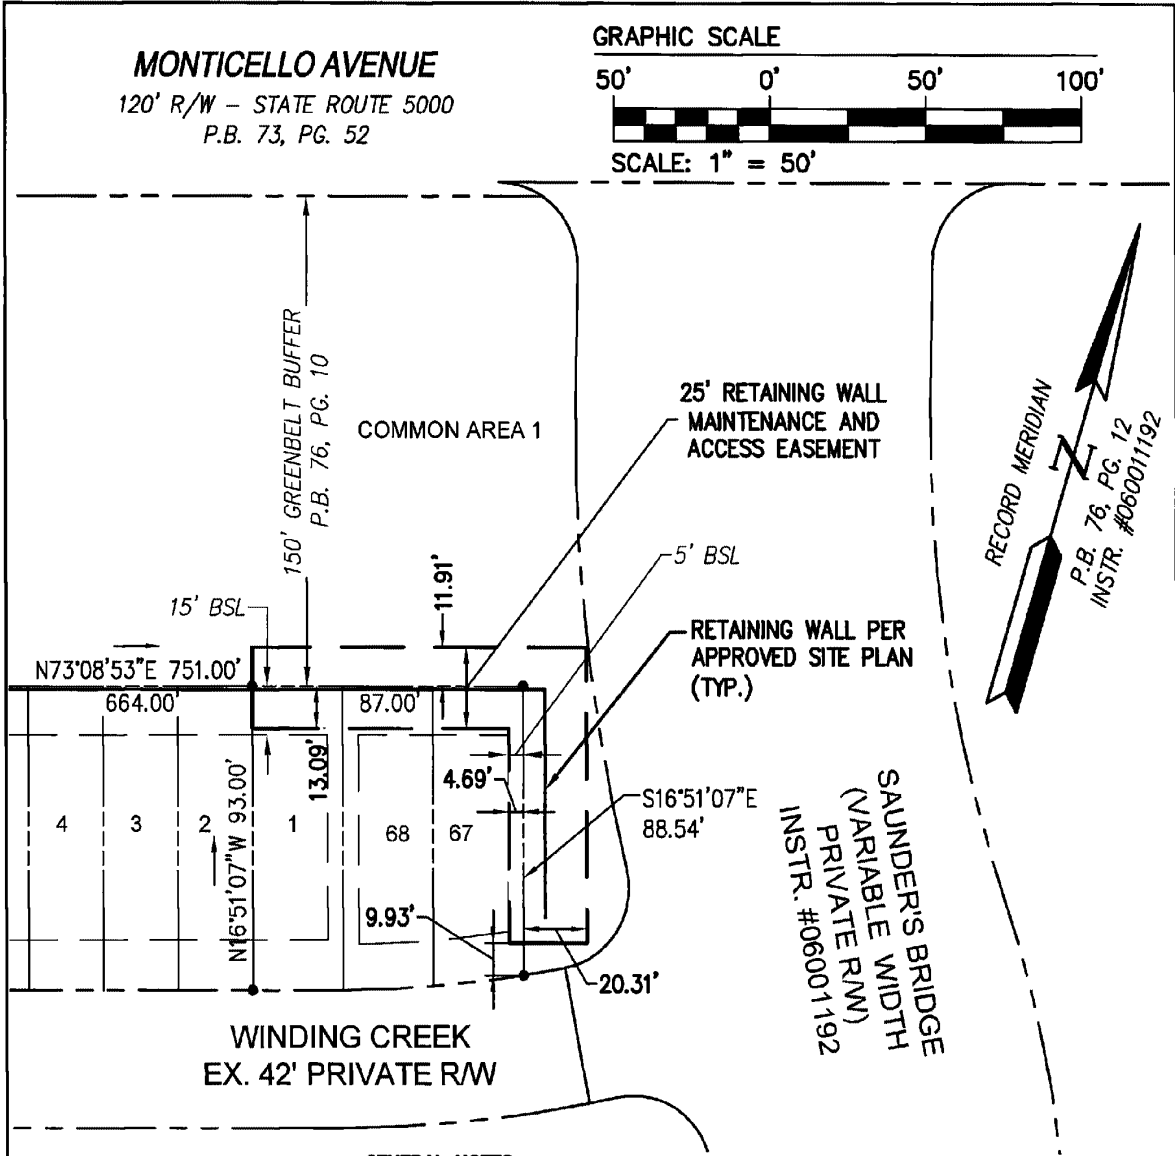 MONTICELLO AVENUE
120' R/W – STATE ROUTE 5000
P.B. 73, PG. 52
GRAPHIC SCALE
50' 0' 50' 100'
SCALE: 1" = 50'
150' GREENBELT BUFFER
P.B. 76, PG. 10
COMMON AREA 1
25' RETAINING WALL
MAINTENANCE AND
ACCESS EASEMENT
RECORD MERIDIAN
N
P.B. 76, PG. 12
INSTR. #060011192
15' BSL
11.91'
5' BSL
RETAINING WALL PER
APPROVED SITE PLAN
(TYP.)
N73°08'53"E 751.00'
664.00'
87.00'
13.09'
4.69'
S16°51'07"E
88.54'
N16°51'07"W 93.00'
4
3
2
1
68
67
9.93'
20.31'
SAUNDER'S BRIDGE
(VARIABLE WIDTH
PRIVATE R/W)
INSTR. #06001192
WINDING CREEK
EX. 42' PRIVATE R/W